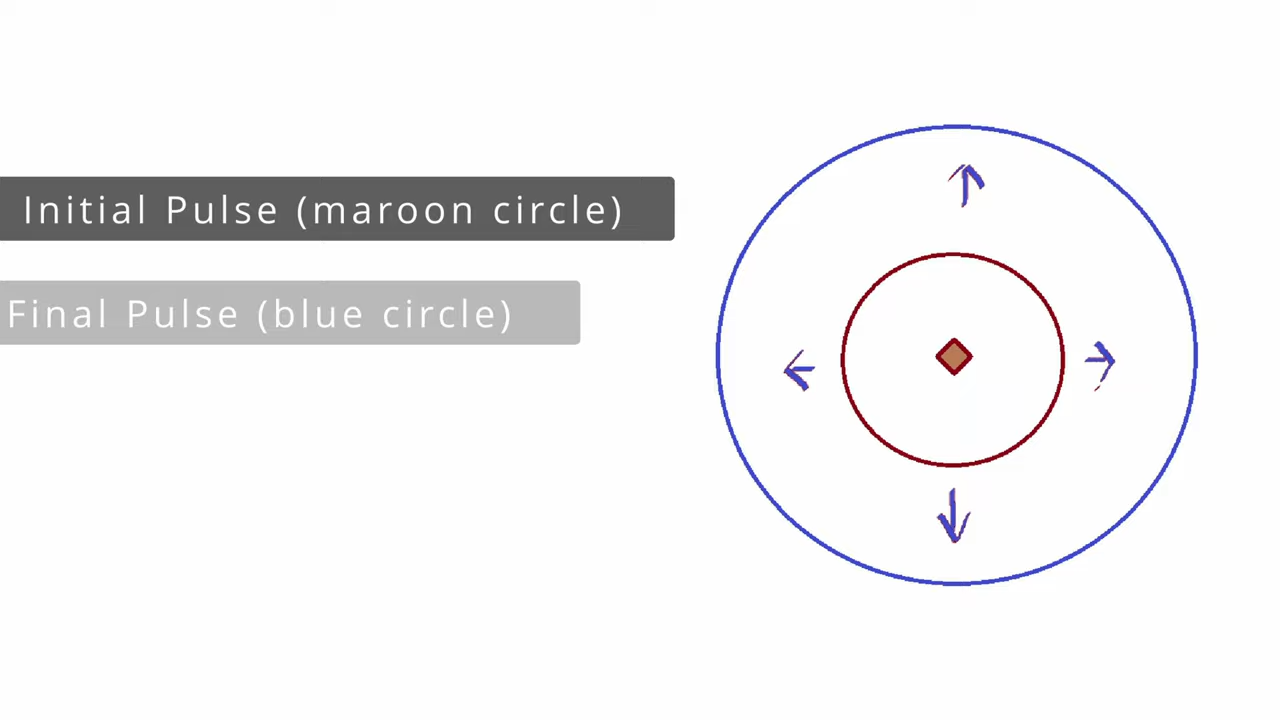 Initial Pulse (maroon circle)
Final Pulse (blue circle)